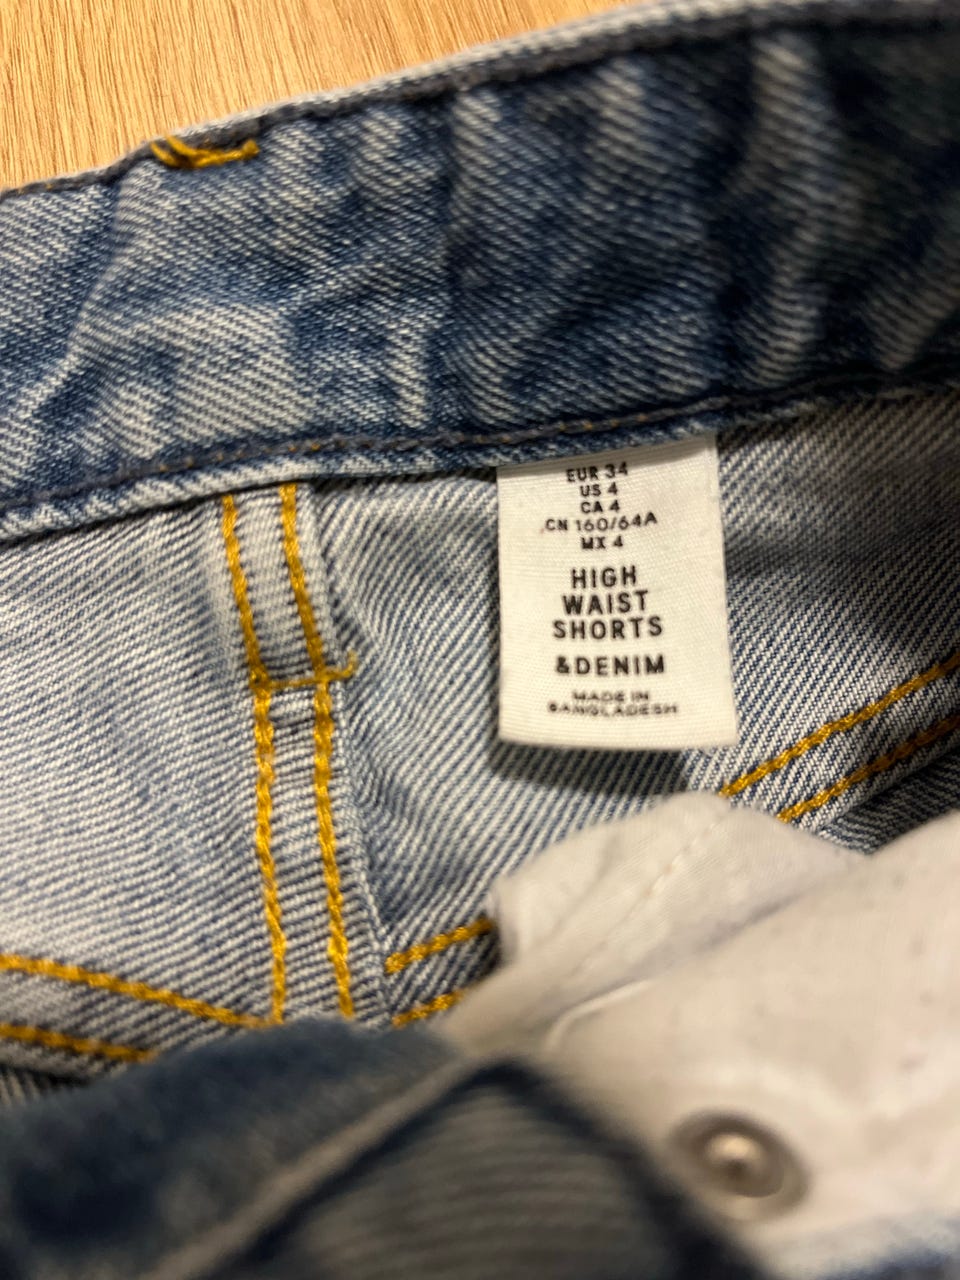 EUR 34
US 4
CA 4
CN 160/64A
MX 4
HIGH
WAIST
SHORTS
&DENIM
MADE IN
BANGLADESH